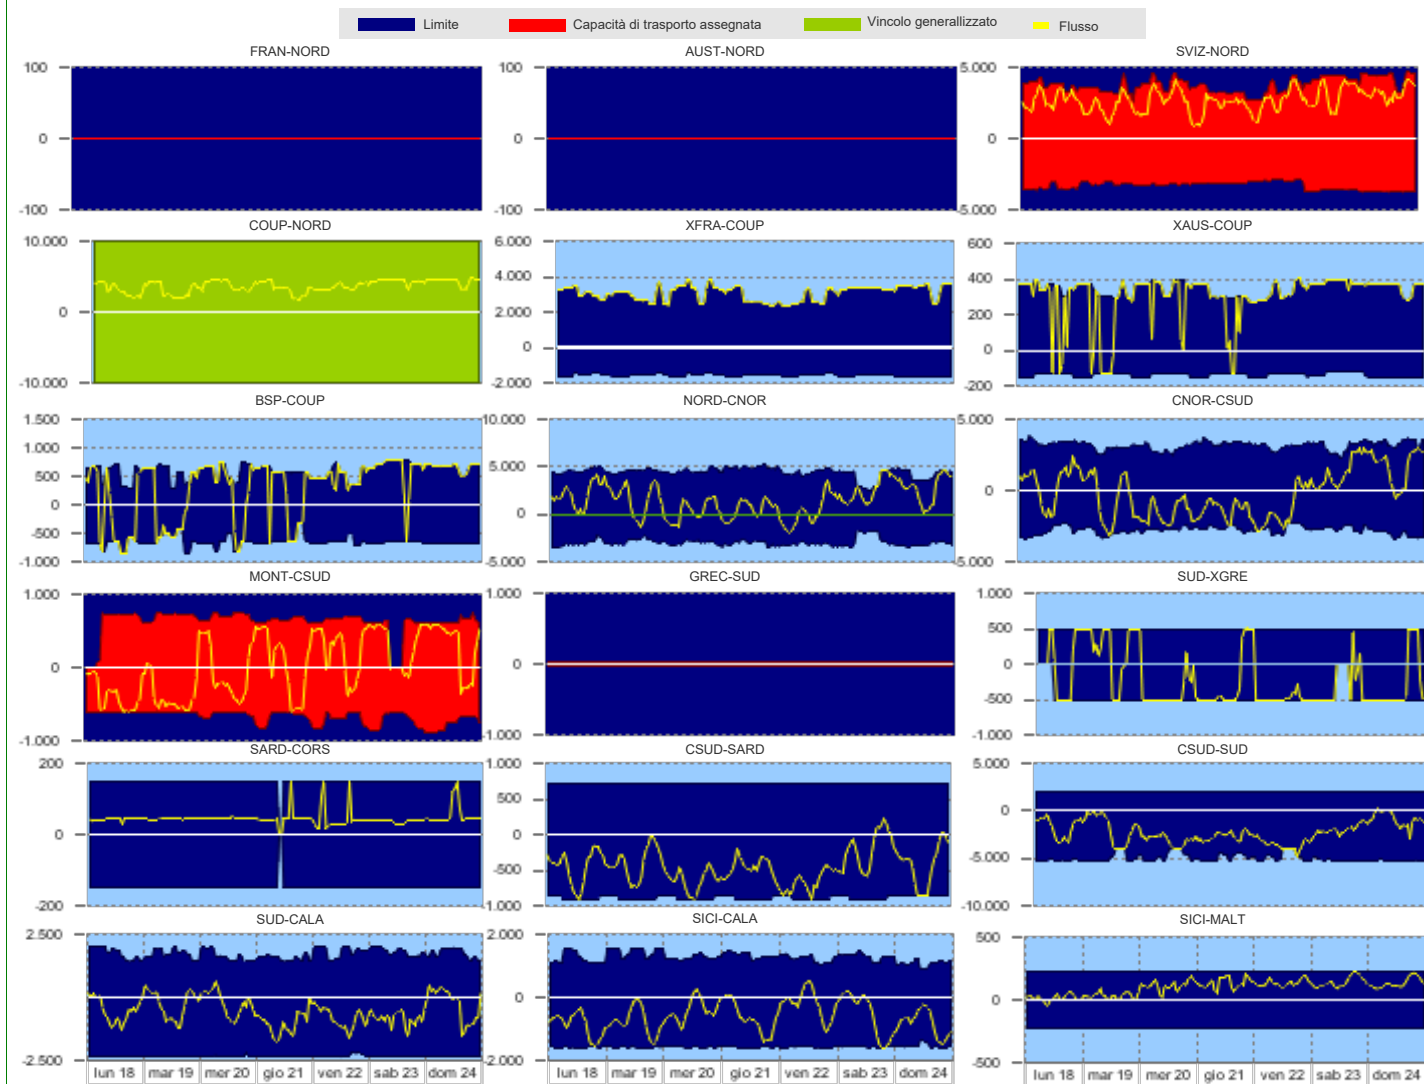 Limite Capacità di trasporto assegnata Vincolo generallizzato Flusso
FRAN-NORD AUST-NORD SVIZ-NORD
100 100 5.000
0 0 0
-100 -100 -5.000
COUP-NORD XFRA-COUP XAUS-COUP
10.000 6.000 600
4.000 400
0 2.000 200
0 0
-10.000 -2.000 -200
BSP-COUP NORD-CNOR CNOR-CSUD
1.500 10.000 5.000
1.000
500 5.000
0 0 0
-500
-1.000 -5.000 -5.000
MONT-CSUD GREC-SUD SUD-XGRE
1.000 1.000 1.000
500
0 0 0
-500
-1.000 -1.000 -1.000
SARD-CORS CSUD-SARD CSUD-SUD
200 1.000 5.000
500 0
0 0
-500 -5.000
-200 -1.000 -10.000
SUD-CALA SICI-CALA SICI-MALT
2.500 2.000 500
0 0 0
-2.500 -2.000 -500
lun 18 mar 19 mer 20 gio 21 ven 22 sab 23 dom 24 lun 18 mar 19 mer 20 gio 21 ven 22 sab 23 dom 24 lun 18 mar 19 mer 20 gio 21 ven 22 sab 23 dom 24